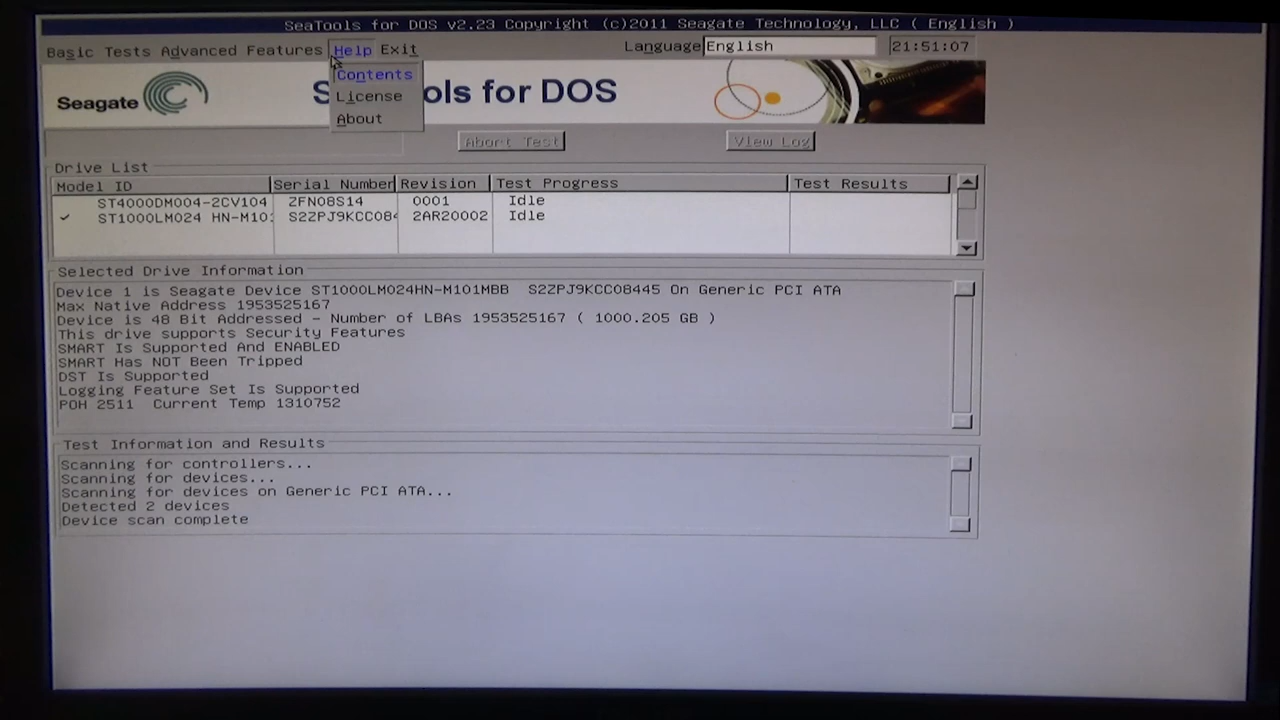 SeaTools for DOS v2.23 Copyright (c)2011 Seagate Technology, LLC ( English )
Basic Tests Advanced Features Help Exit Language English 21:51:07
Contents
License
About
Seagate S ols for DOS
Abort Test View Log
Drive List
Model ID Serial Number Revision Test Progress Test Results
ST4000DM004-2CV104 ZFN08S14 0001 Idle
✓ ST1000LM024 HN-M10 S2ZPJ9KCC08 2AR20002 Idle
Selected Drive Information
Device 1 is Seagate Device ST1000LM024HN-M101MBB S2ZPJ9KCC08445 On Generic PCI ATA
Max Native Address 1953525167
Device is 48 Bit Addressed - Number of LBAs 1953525167 ( 1000.205 GB )
This drive supports Security Features
SMART Is Supported And ENABLED
SMART Has NOT Been Tripped
DST Is Supported
Logging Feature Set Is Supported
POH 2511 Current Temp 1310752
Test Information and Results
Scanning for controllers...
Scanning for devices...
Scanning for devices on Generic PCI ATA...
Detected 2 devices
Device scan complete